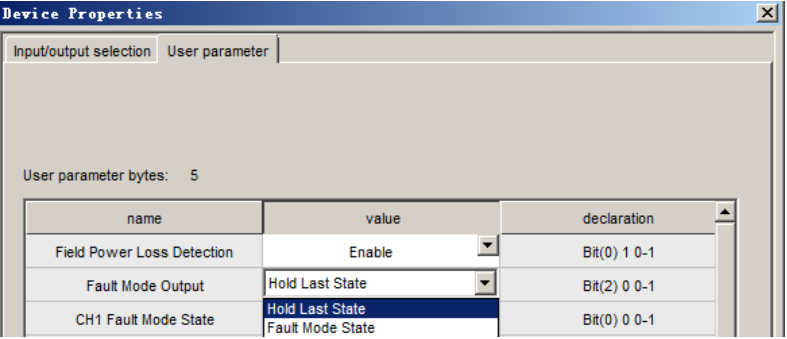 Device Properties
Input/output selection User parameter
User parameter bytes: 5
name value declaration
Field Power Loss Detection Enable Bit(0) 1 0-1
Fault Mode Output Hold Last State Bit(2) 0 0-1
Hold Last State
CH1 Fault Mode State Bit(0) 0 0-1
Fault Mode State